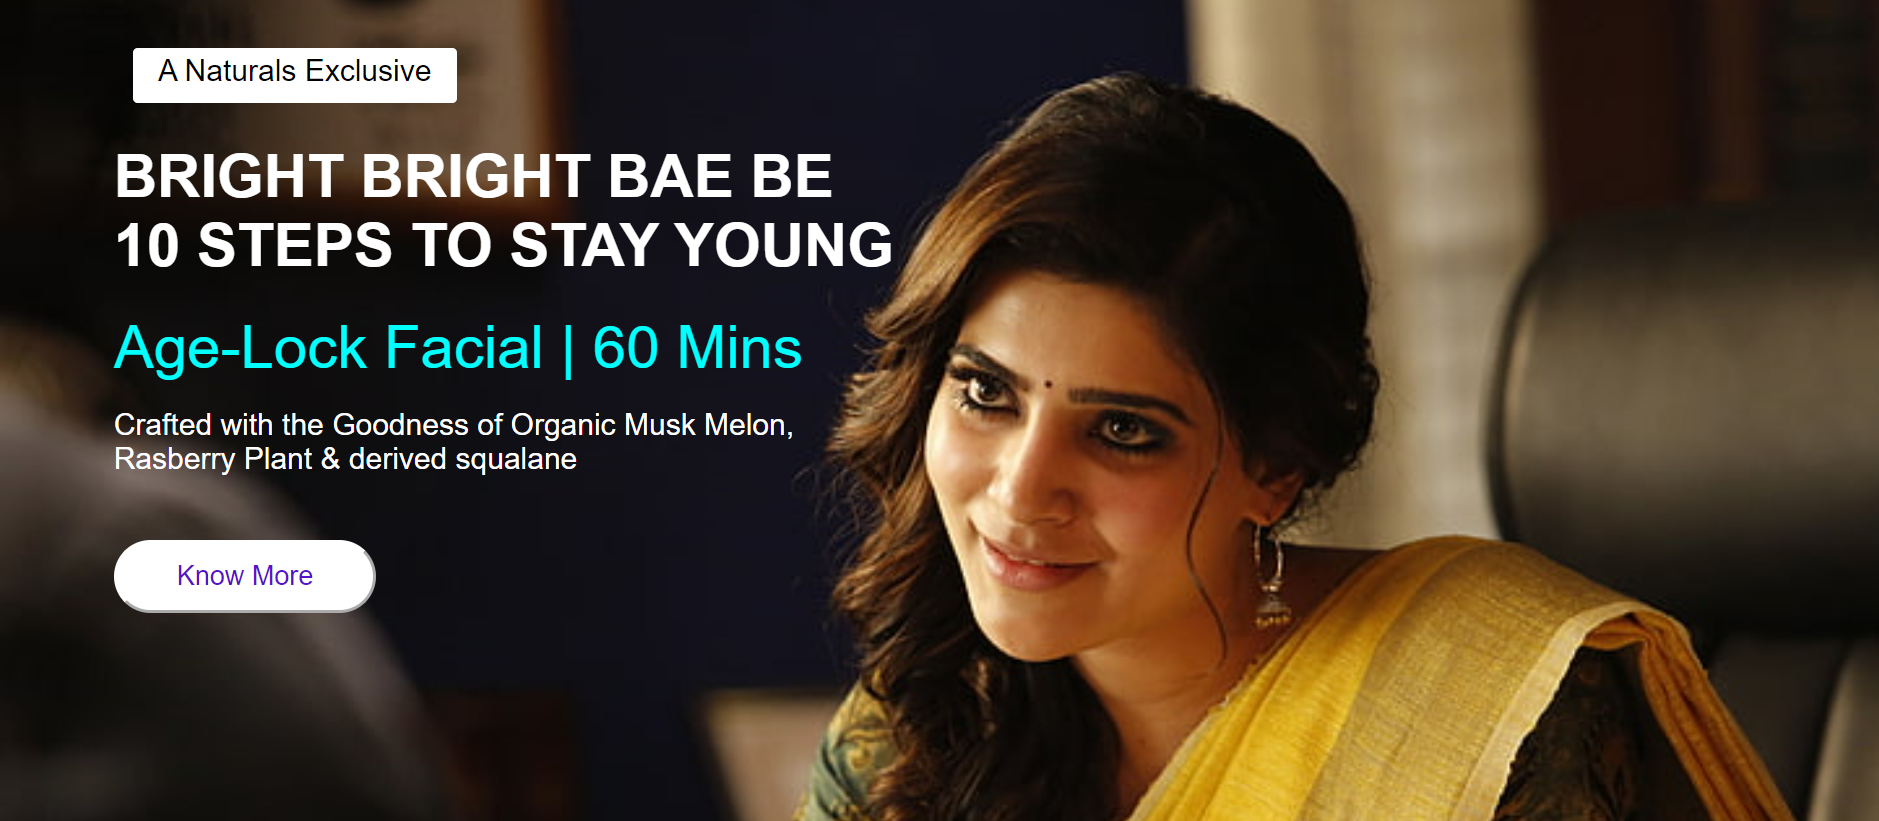 A Naturals Exclusive
BRIGHT BRIGHT BAE BE
10 STEPS TO STAY YOUNG
Age-Lock Facial | 60 Mins
Crafted with the Goodness of Organic Musk Melon,
Rasberry Plant & derived squalane
Know More